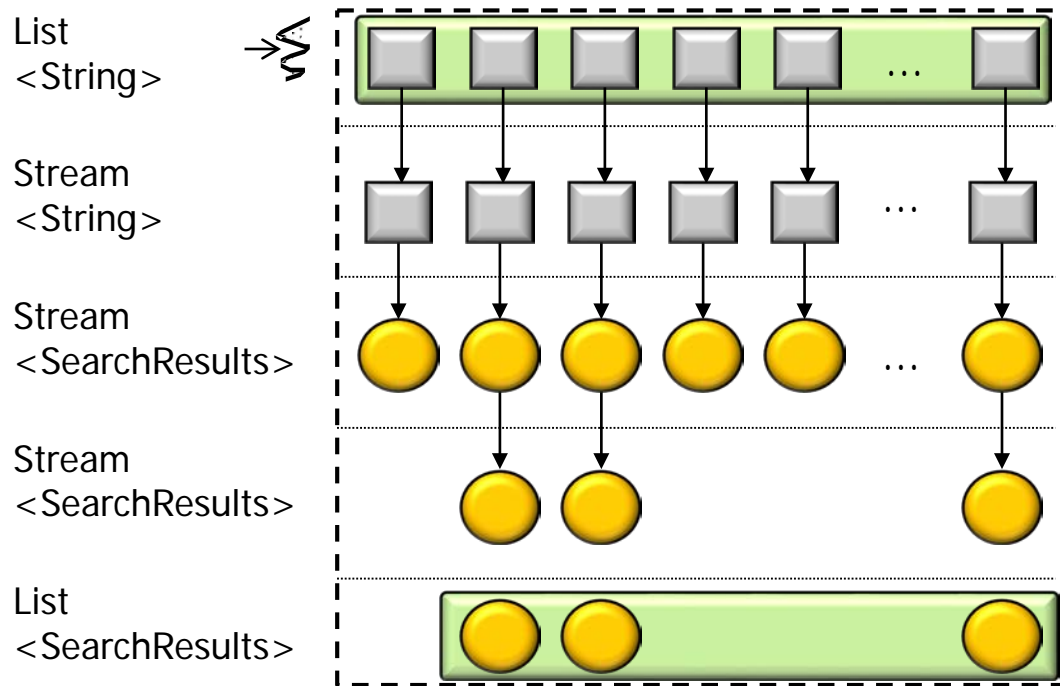 List
<String>
...
Stream
<String>
...
Stream
<SearchResults>
...
Stream
<SearchResults>
List
<SearchResults>